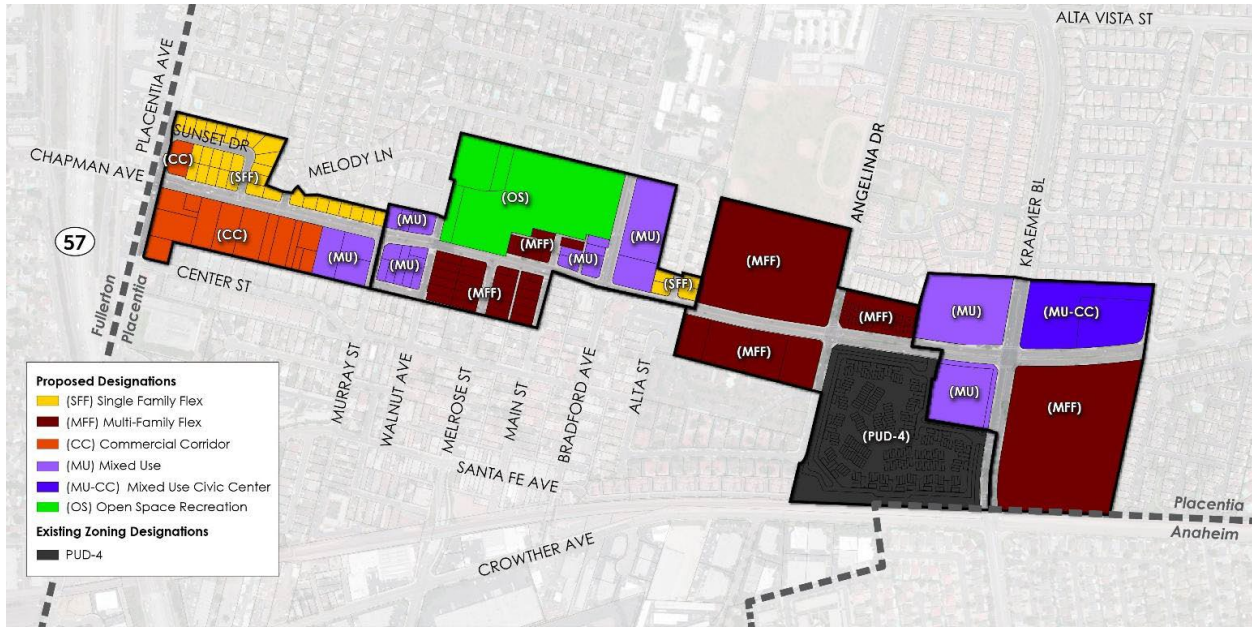 ALTA VISTA ST
PLACENTIA AVE
CHAPMAN AVE
SUNSET DR
MELODY LN
ANGELINA DR
KRAEMER BL
(CC)
(SFF)
(CC)
(MU)
(MU)
(MU)
(OS)
(MFF)
(MU)
(MFF)
(MU)
(SFF)
(MFF)
(MFF)
(MFF)
(MU)
(MU-CC)
(MU)
(MFF)
(PUD-4)
57
CENTER ST
Fullerton
Placentia
MURRAY ST
WALNUT AVE
MELROSE ST
MAIN ST
BRADFORD AVE
ALTA ST
SANTA FE AVE
CROWTHER AVE
Placentia
Anaheim
Proposed Designations
(SFF) Single Family Flex
(MFF) Multi-Family Flex
(CC) Commercial Corridor
(MU) Mixed Use
(MU-CC) Mixed Use Civic Center
(OS) Open Space Recreation
Existing Zoning Designations
PUD-4